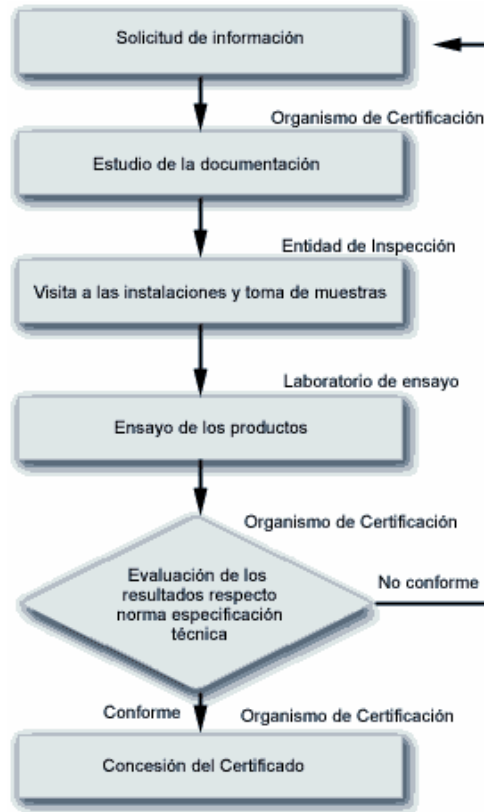 Solicitud de información
Organismo de Certificación
Estudio de la documentación
Entidad de Inspección
Visita a las instalaciones y toma de muestras
Laboratorio de ensayo
Ensayo de los productos
Organismo de Certificación
Evaluación de los
resultados respecto
norma especificación
técnica
No conforme
Conforme
Organismo de Certificación
Concesión del Certificado